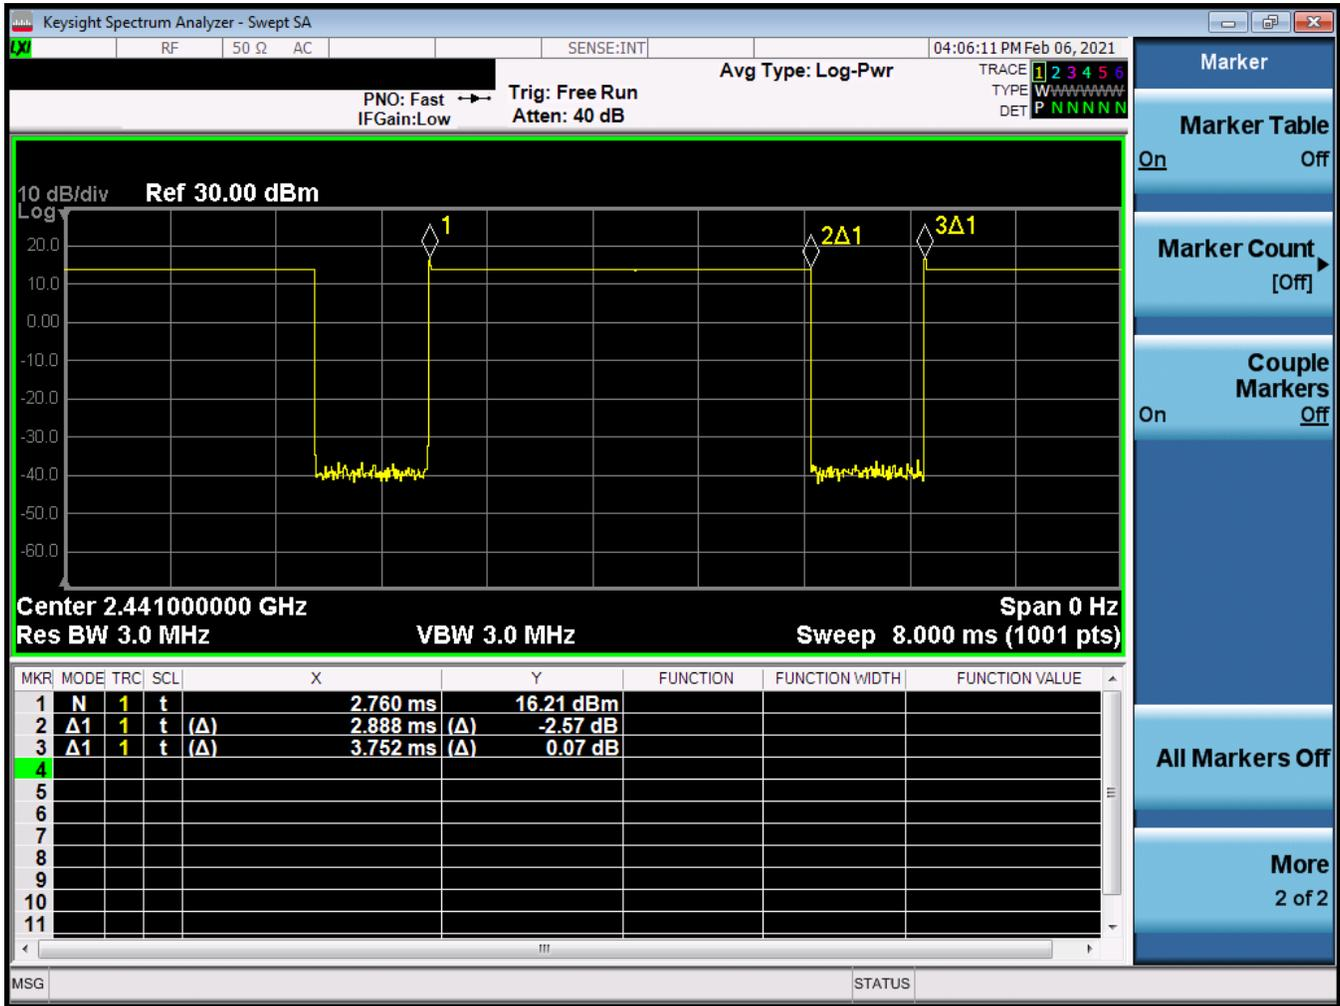 Keysight Spectrum Analyzer - Swept SA
LXI RF 50 Ω AC SENSE:INT 04:06:11 PM Feb 06, 2021
PNO: Fast Trig: Free Run Avg Type: Log-Pwr TRACE 1 2 3 4 5 6
IFGain:Low Atten: 40 dB TYPE W W W W W W
DET P N N N N N
10 dB/div Ref 30.00 dBm
Log
1
2Δ1
3Δ1
20.0
10.0
0.00
-10.0
-20.0
-30.0
-40.0
-50.0
-60.0
Center 2.441000000 GHz Span 0 Hz
Res BW 3.0 MHz VBW 3.0 MHz Sweep 8.000 ms (1001 pts)
MKR MODE TRC SCL X Y FUNCTION FUNCTION WIDTH FUNCTION VALUE
1 N 1 t 2.760 ms 16.21 dBm
2 Δ1 1 t (Δ) 2.888 ms (Δ) -2.57 dB
3 Δ1 1 t (Δ) 3.752 ms (Δ) 0.07 dB
4
5
6
7
8
9
10
11
MSG STATUS
Marker
Marker Table
On Off
Marker Count
[Off]
Couple
Markers
On Off
All Markers Off
More
2 of 2